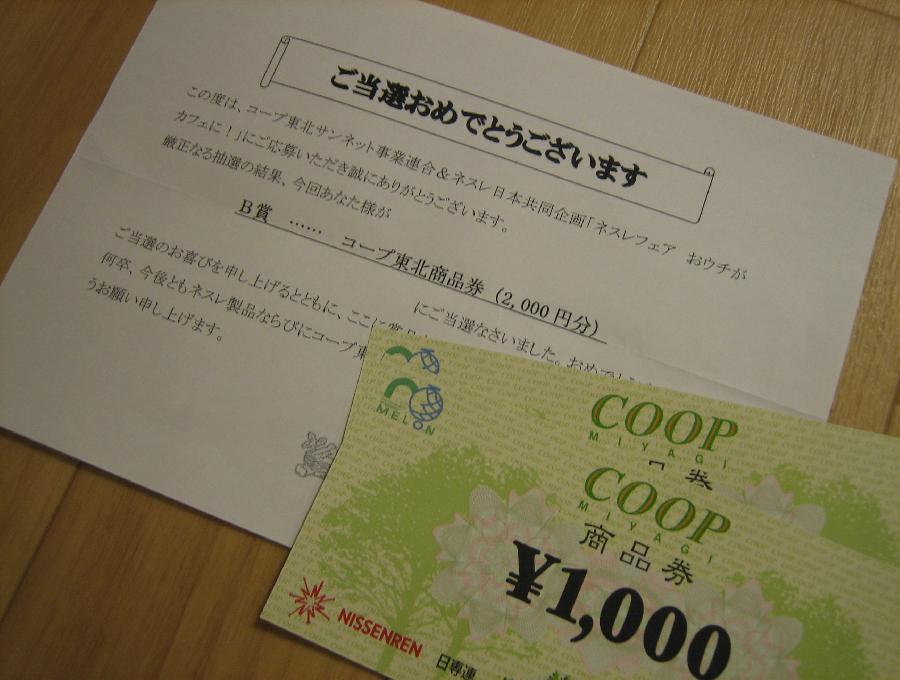 ご当選おめでとうございます
この度は、コープ東北サンネット事業連合＆ネスレ日本共同企画「ネスレフェア　おウチが
カフェに！」にご応募いただき誠にありがとうございます。
厳正なる抽選の結果、今回あなた様が
B賞　……　コープ東北商品券（2,000円分）
にご当選なさいました。おめでとう
ご当選のお喜びを申し上げるとともに、ここに賞品
何卒、今後ともネスレ製品ならびにコープ東
うお願い申し上げます。
COOP
MIYAGI
券
MELON
COOP
MIYAGI
商品券
¥1,000
NISSENREN
日専連